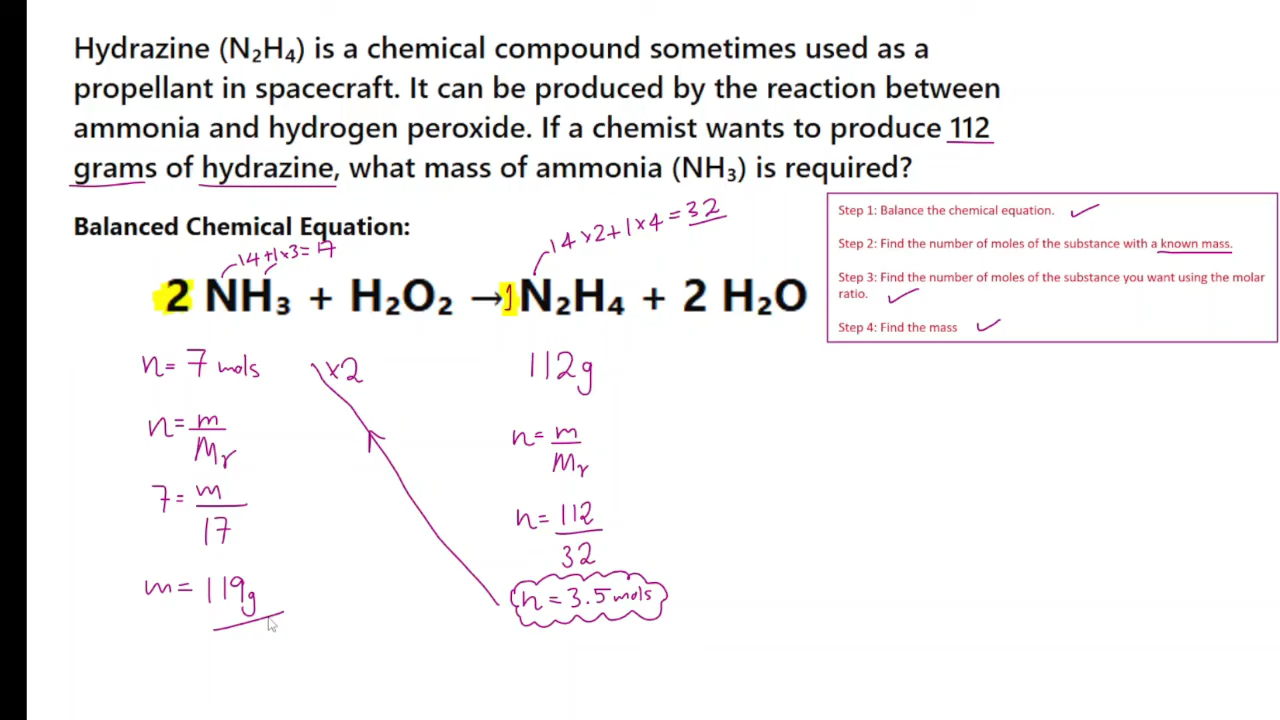 Hydrazine (N₂H₄) is a chemical compound sometimes used as a
propellant in spacecraft. It can be produced by the reaction between
ammonia and hydrogen peroxide. If a chemist wants to produce 112
grams of hydrazine, what mass of ammonia (NH₃) is required?
Balanced Chemical Equation:
14+1×3=17
14×2+1×4=32
2 NH₃ + H₂O₂ →1N₂H₄ + 2 H₂O
Step 1: Balance the chemical equation. ✓
Step 2: Find the number of moles of the substance with a known mass.
Step 3: Find the number of moles of the substance you want using the molar
ratio. ✓
Step 4: Find the mass ✓
n= 7 mols
n= m
Mr
7= m
17
m= 119g
×2
112g
n= m
Mr
n= 112
32
n= 3.5 mols